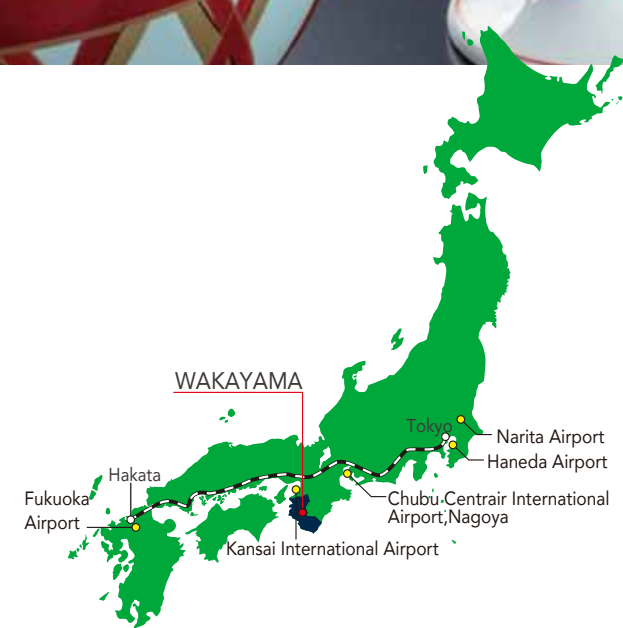 WAKAYAMA
Tokyo
Narita Airport
Haneda Airport
Hakata
Fukuoka
Airport
Chubu Centrair International
Airport,Nagoya
Kansai International Airport